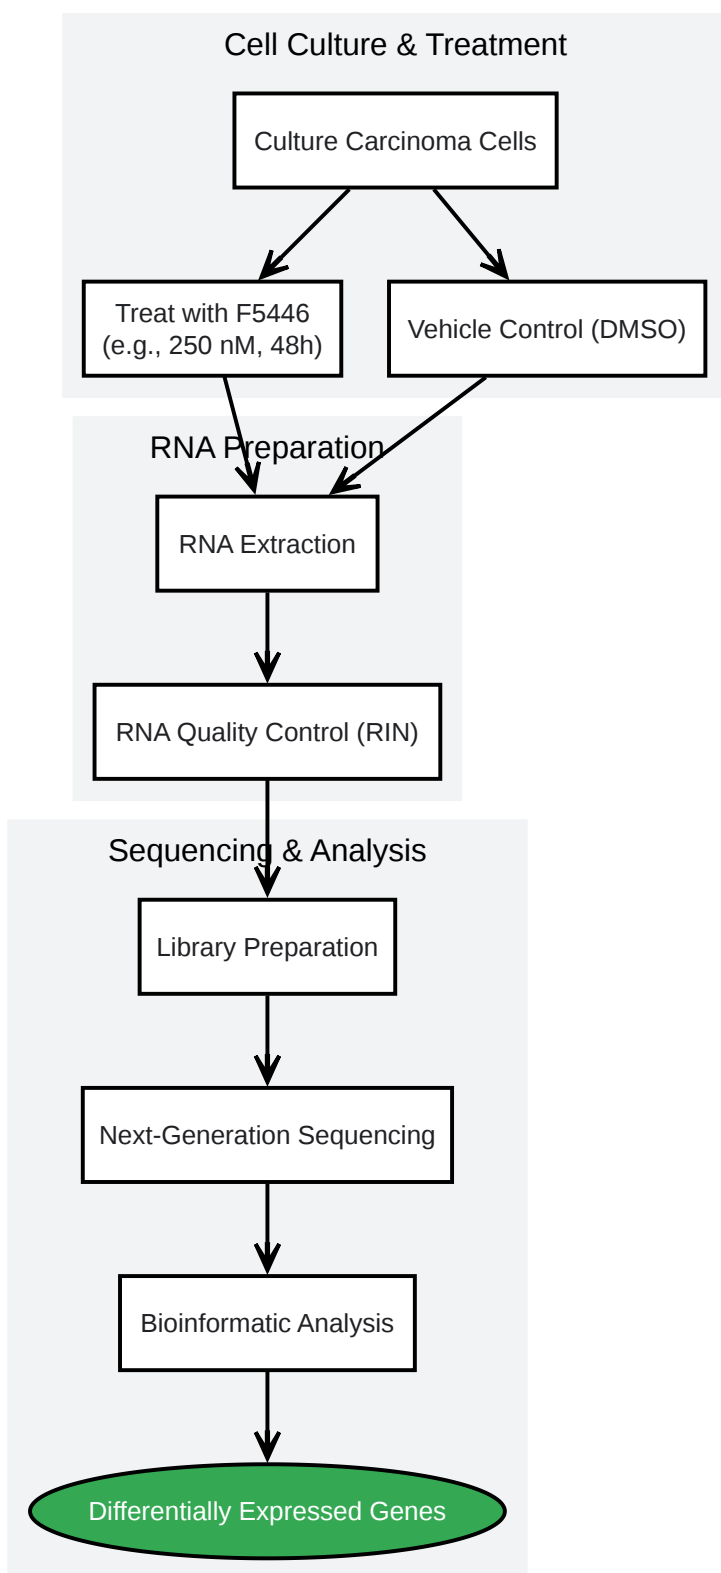 Cell Culture & Treatment
Culture Carcinoma Cells
Treat with F5446
(e.g., 250 nM, 48h)
Vehicle Control (DMSO)
RNA Preparation
RNA Extraction
RNA Quality Control (RIN)
Sequencing & Analysis
Library Preparation
Next-Generation Sequencing
Bioinformatic Analysis
Differentially Expressed Genes